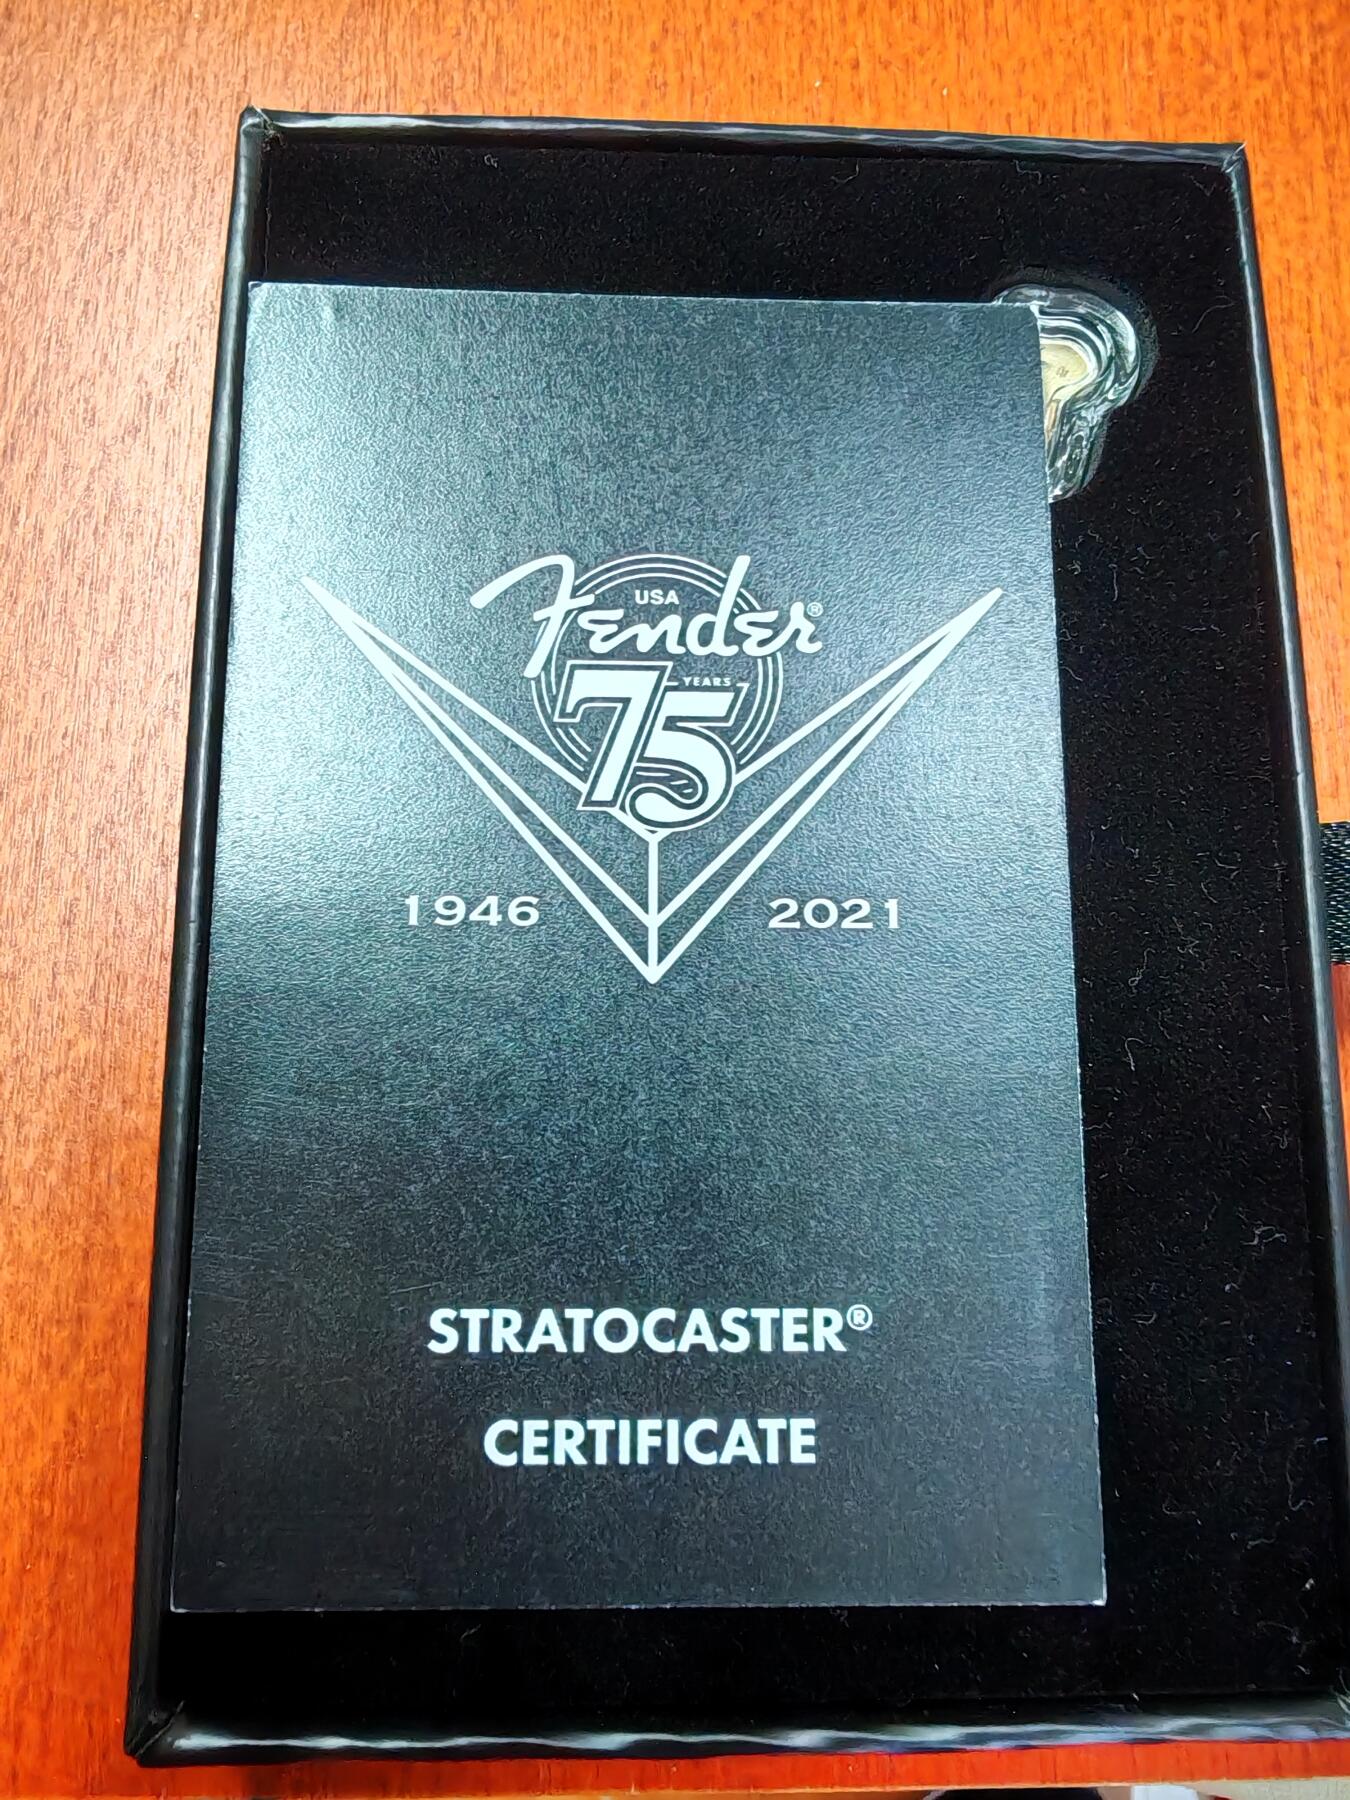 USA
Fender®
YEARS
75
1946 2021
STRATOCASTER®
CERTIFICATE